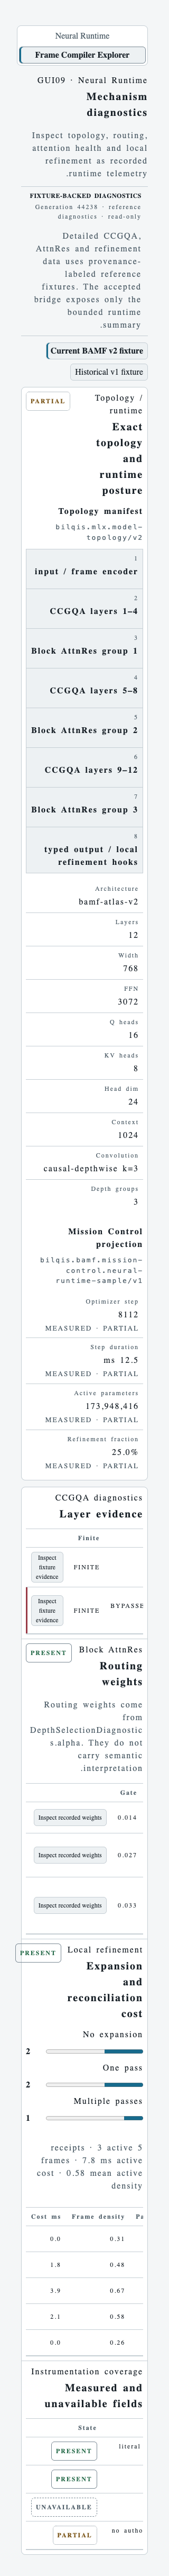 Neural Runtime
Frame Compiler Explorer
GUI09 · Neural Runtime
Mechanism
diagnostics
Inspect topology, routing,
attention health and local
refinement as recorded
.runtime telemetry
FIXTURE-BACKED DIAGNOSTICS
Generation 44238 · reference
diagnostics · read-only
Detailed CCGQA,
AttnRes and refinement
data uses provenance-
labeled reference
fixtures. The accepted
bridge exposes only the
bounded runtime
.summary
Current BAMF v2 fixture
Historical v1 fixture
PARTIAL
Topology /
runtime
Exact
topology
and
runtime
posture
Topology manifest
bilqis.mlx.model-
topology/v2
1
input / frame encoder
2
CCGQA layers 1–4
3
Block AttnRes group 1
4
CCGQA layers 5–8
5
Block AttnRes group 2
6
CCGQA layers 9–12
7
Block AttnRes group 3
8
typed output / local
refinement hooks
Architecture
bamf-atlas-v2
Layers
12
Width
768
FFN
3072
Q heads
16
KV heads
8
Head dim
24
Context
1024
Convolution
causal-depthwise k=3
Depth groups
3
Mission Control
projection
bilqis.bamf.mission-
control.neural-
runtime-sample/v1
Optimizer step
8112
MEASURED · PARTIAL
Step duration
ms 12.5
MEASURED · PARTIAL
Active parameters
173,948,416
MEASURED · PARTIAL
Refinement fraction
25.0%
MEASURED · PARTIAL
CCGQA diagnostics
Layer evidence
Finite
Inspect
fixture
evidence
FINITE
Inspect
fixture
evidence
FINITE
BYPASSE
PRESENT
Block AttnRes
Routing
weights
Routing weights come
from
DepthSelectionDiagnostic
s.alpha. They do not
carry semantic
.interpretation
Gate
Inspect recorded weights 0.014
Inspect recorded weights 0.027
Inspect recorded weights 0.033
PRESENT
Local refinement
Expansion
and
reconciliation
cost
No expansion
2
One pass
2
Multiple passes
1
receipts · 3 active 5
frames · 7.8 ms active
cost · 0.58 mean active
density
Cost ms Frame density Pa
0.0 0.31
1.8 0.48
3.9 0.67
2.1 0.58
0.0 0.26
Instrumentation coverage
Measured and
unavailable fields
State
PRESENT literal
PRESENT
UNAVAILABLE
PARTIAL no autho